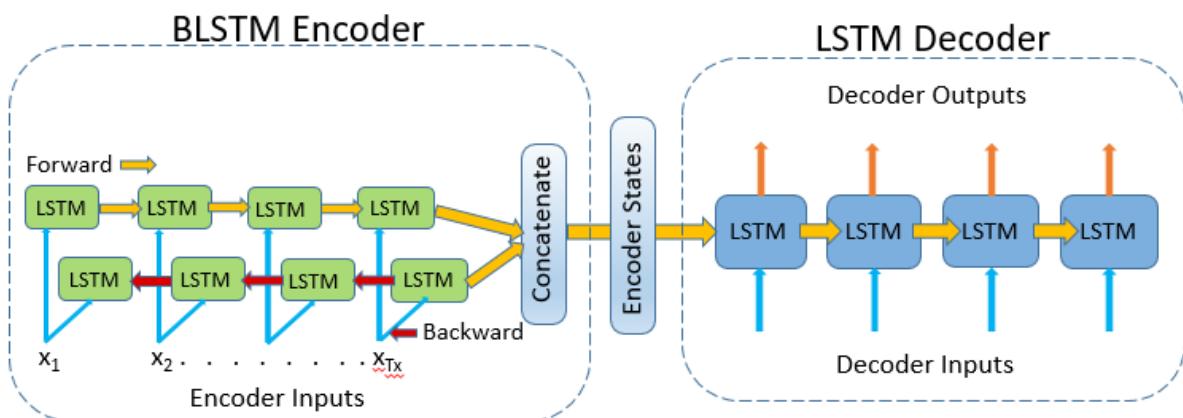 BLSTM Encoder
Forward
LSTM LSTM LSTM LSTM
LSTM LSTM LSTM LSTM
Backward
x1 x2 . . . . . . . . . xTx
Encoder Inputs
Concatenate
Encoder States
LSTM Decoder
Decoder Outputs
LSTM LSTM LSTM LSTM
Decoder Inputs